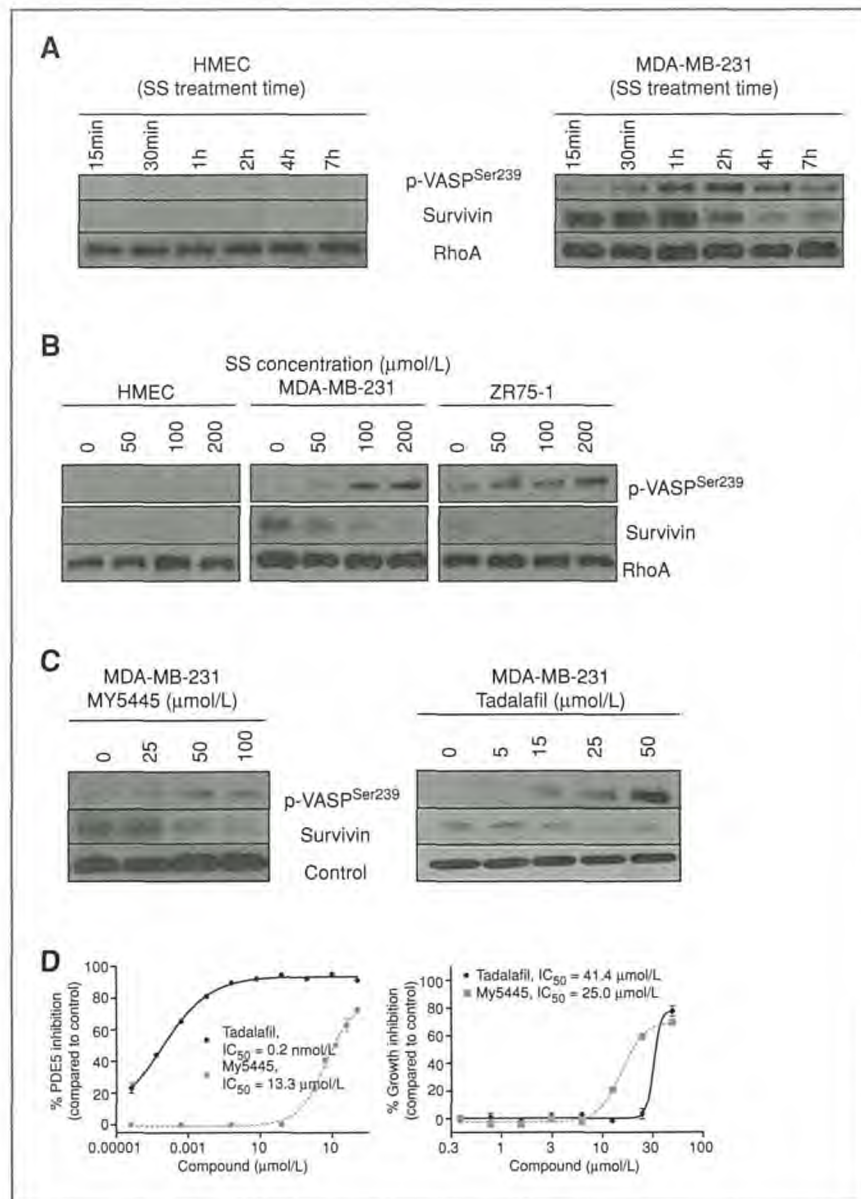 A
HMEC
(SS treatment time)
15min 30min 1h 2h 4h 7h
MDA-MB-231
(SS treatment time)
15min 30min 1h 2h 4h 7h
p-VASPSer239
Survivin
RhoA
B
SS concentration (μmol/L)
HMEC MDA-MB-231 ZR75-1
0 50 100 200 0 50 100 200 0 50 100 200
p-VASPSer239
Survivin
RhoA
C
MDA-MB-231
MY5445 (μmol/L)
0 25 50 100
MDA-MB-231
Tadalafil (μmol/L)
0 5 15 25 50
p-VASPSer239
Survivin
Control
D
% PDE5 inhibition
(compared to control)
100
80
60
40
20
0
Tadalafil,
IC50 = 0.2 nmol/L
My5445,
IC50 = 13.3 μmol/L
0.00001 0.001 10 10
Compound (μmol/L)
% Growth inhibition
(compared to control)
100
80
60
40
20
0
Tadalafil, IC50 = 41.4 μmol/L
My5445, IC50 = 25.0 μmol/L
0.3 1 3 10 30 100
Compound (μmol/L)